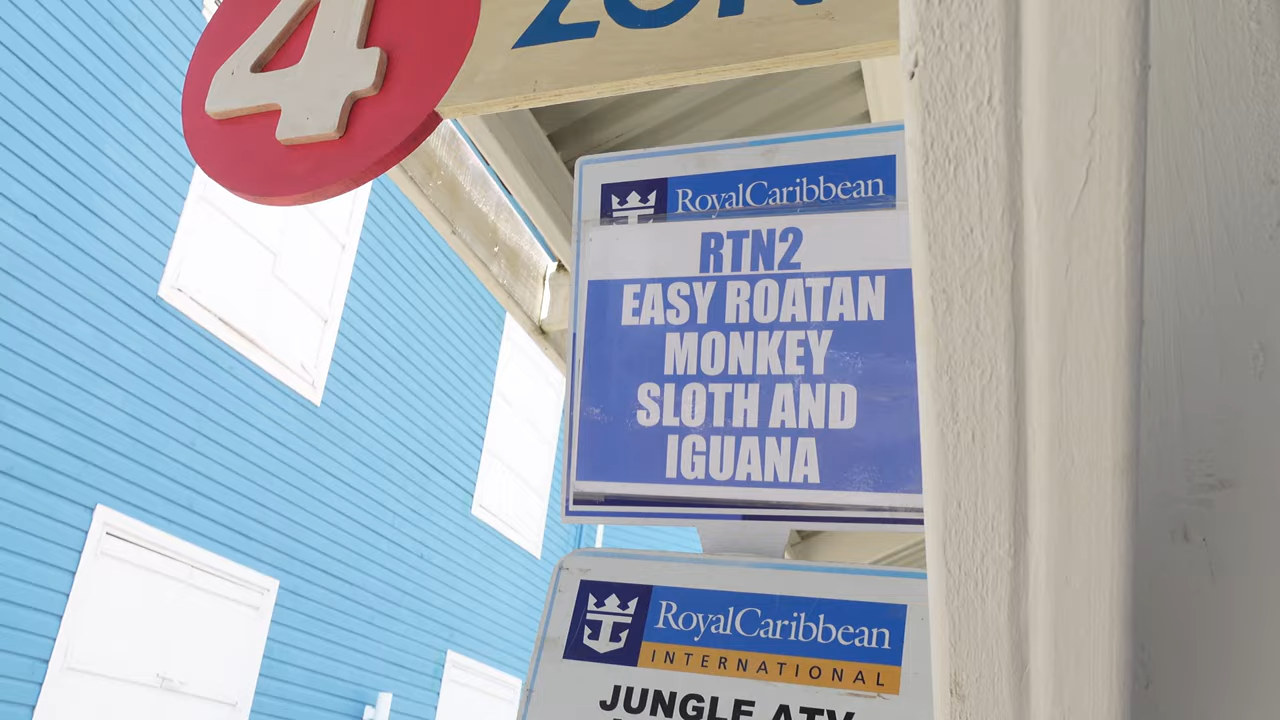 4
RoyalCaribbean
RTN2
EASY ROATAN
MONKEY
SLOTH AND
IGUANA
RoyalCaribbean
INTERNATIONAL
JUNGLE ATV